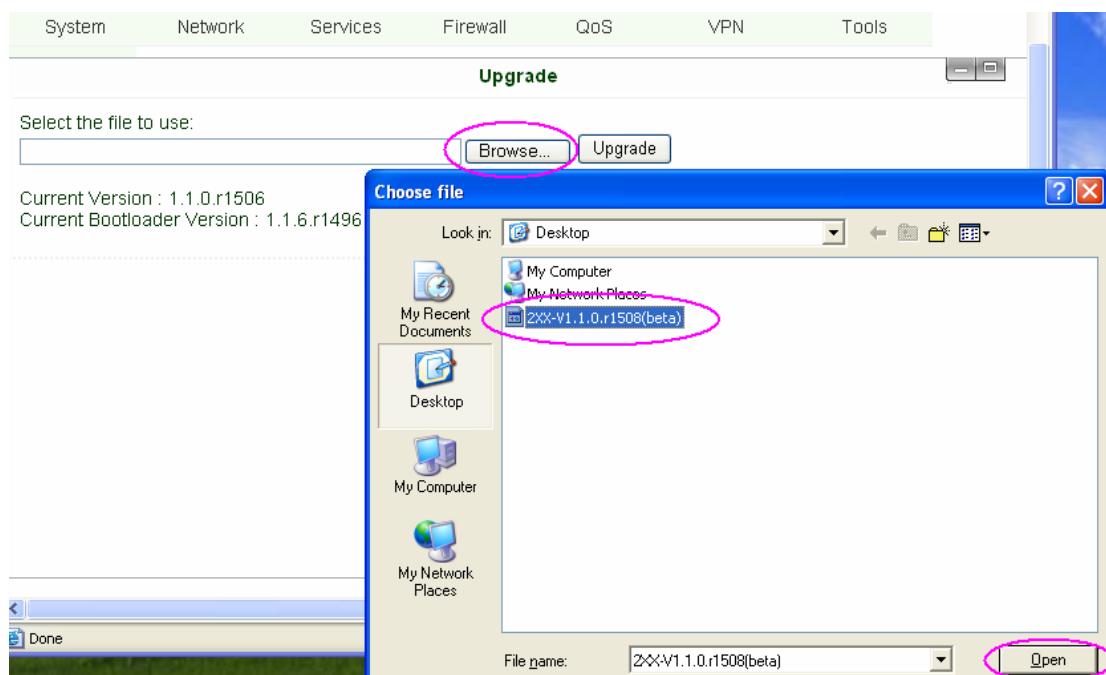 System Network Services Firewall QoS VPN Tools
Upgrade
Select the file to use:
Browse... Upgrade
Current Version : 1.1.0.r1506
Current Bootloader Version : 1.1.6.r1496
Choose file
Look in: Desktop
My Computer
My Network Places
2XX-V1.1.0.r1508(beta)
My Recent
Documents
Desktop
My Computer
My Network
Places
Done
File name: 2XX-V1.1.0.r1508(beta) Open